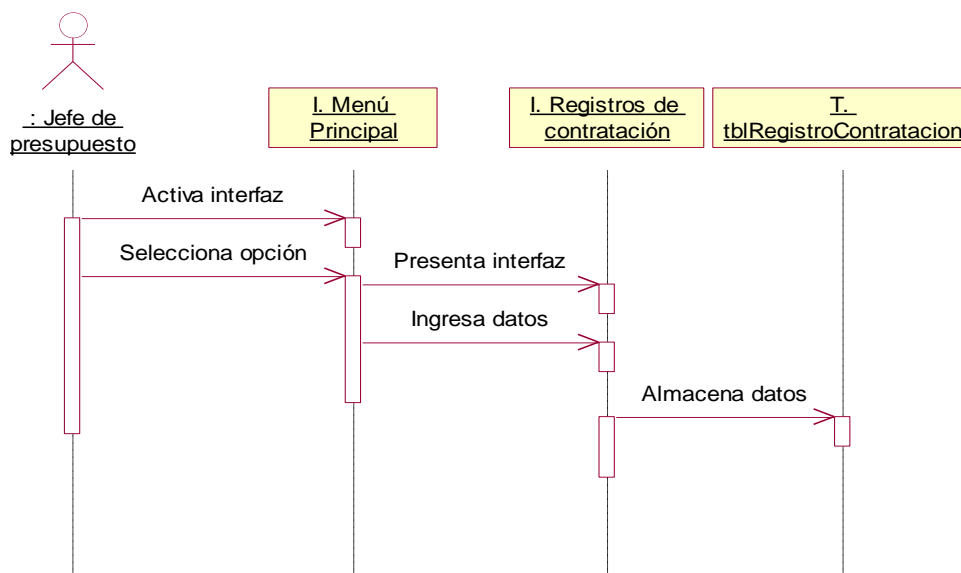 : Jefe de
presupuesto
I. Menú
Principal
I. Registros de
contratación
T.
tblRegistroContratacion
Activa interfaz
Selecciona opción
Presenta interfaz
Ingresa datos
Almacena datos